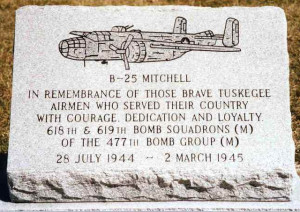 B-25 MITCHELL
IN REMEMBRANCE OF THOSE BRAVE TUSKEGEE
AIRMEN WHO SERVED THEIR COUNTRY
WITH COURAGE, DEDICATION AND LOYALTY.
618TH & 619TH BOMB SQUADRONS (M)
OF THE 477TH BOMB GROUP (M)
28 JULY 1944 — 2 MARCH 1945